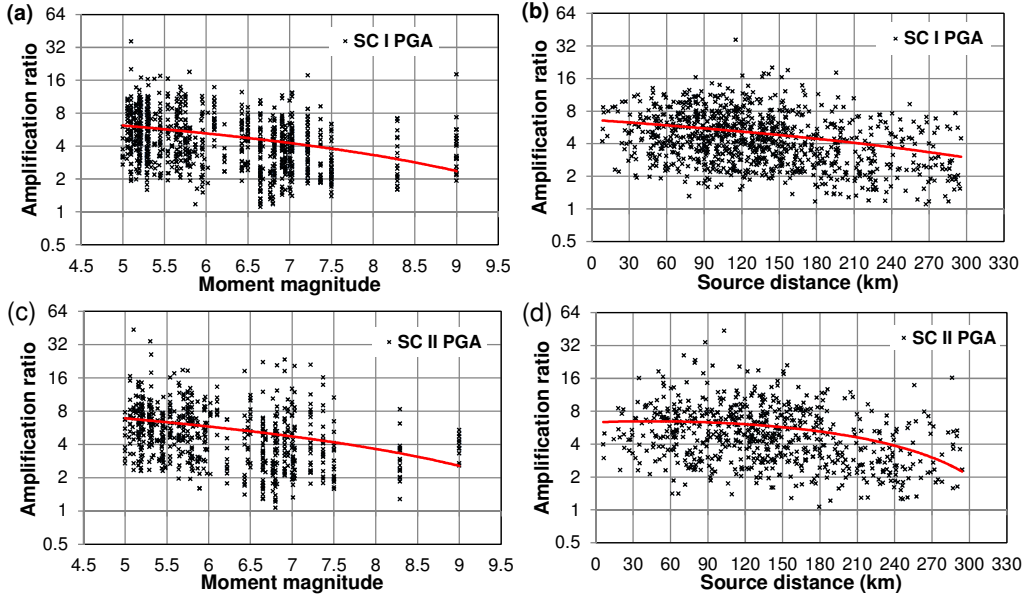 (a)
Amplification ratio
64
32
16
8
4
2
1
0.5
SC I PGA
4.5 5 5.5 6 6.5 7 7.5 8 8.5 9 9.5
Moment magnitude
(b)
Amplification ratio
64
32
16
8
4
2
1
0.5
SC I PGA
0 30 60 90 120 150 180 210 240 270 300 330
Source distance (km)
(c)
Amplification ratio
64
32
16
8
4
2
1
0.5
SC II PGA
4.5 5 5.5 6 6.5 7 7.5 8 8.5 9 9.5
Moment magnitude
(d)
Amplification ratio
64
32
16
8
4
2
1
0.5
SC II PGA
0 30 60 90 120 150 180 210 240 270 300 330
Source distance (km)